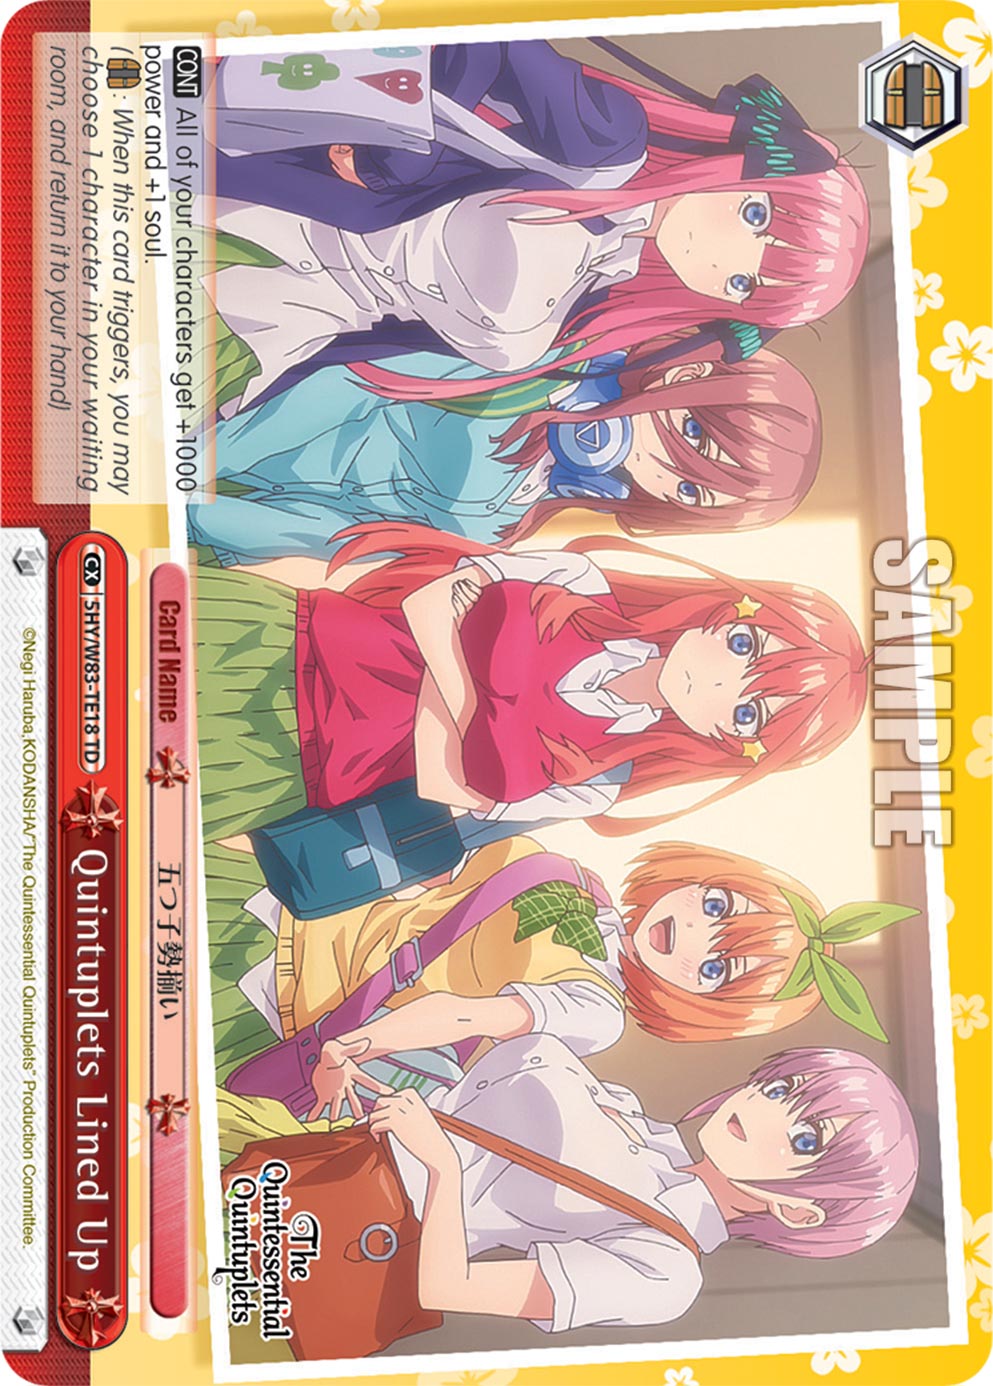 CONT All of your characters get +1000
power and +1 soul.
( : When this card triggers, you may
choose 1 character in your waiting
room, and return it to your hand)
SAMPLE
The
Quintessential
Quintuplets
Card Name 五つ子勢揃い
CX 5HY/W83-TE18 TD Quintuplets Lined Up
©Negi Haruba,KODANSHA/"The Quintessential Quintuplets" Production Committee.